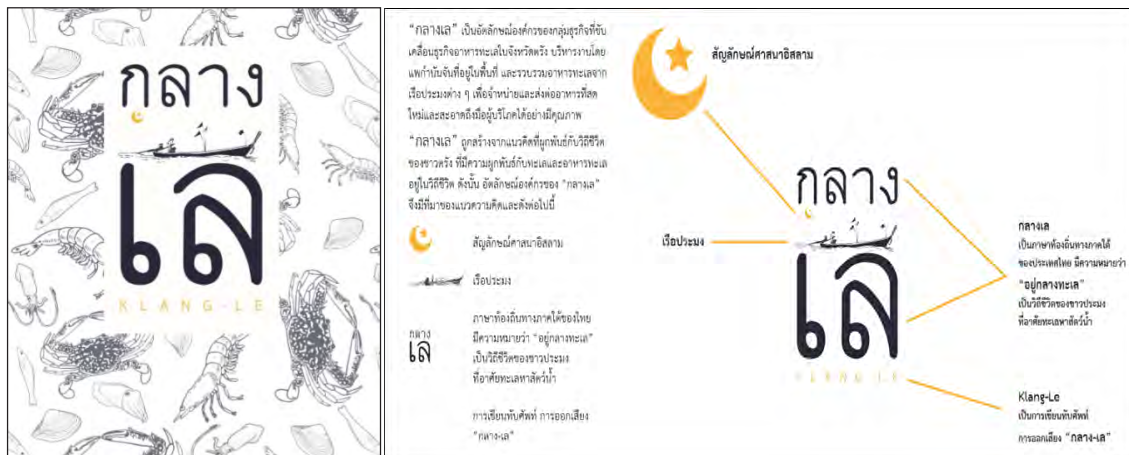 กลาง
เล
KLANG-LE
“กลางเล” เป็นอัตลักษณ์องค์กรของกลุ่มธุรกิจที่ขับ
เคลื่อนธุรกิจอาหารทะเลในจังหวัดตรัง บริหารงานโดย
แพกำนันจันที่อยู่ในพื้นที่ และรวบรวมอาหารทะเลจาก
เรือประมงต่าง ๆ เพื่อจำหน่ายและส่งต่ออาหารที่สด
ใหม่และสะอาดถึงมือผู้บริโภคได้อย่างมีคุณภาพ
“กลางเล” ถูกสร้างจากแนวคิดที่ผูกพันธ์กับวิถีชีวิต
ของชาวตรัง ที่มีความผูกพันธ์กับทะเลและอาหารทะเล
อยู่ในวิถีชีวิต ดังนั้น อัตลักษณ์องค์กรของ “กลางเล”
จึงมีที่มาของแนวความคิดและดังต่อไปนี้
สัญลักษณ์ศาสนาอิสลาม
เรือประมง
กลาง
เล
ภาษาท้องถิ่นทางภาคใต้ของไทย
มีความหมายว่า “อยู่กลางทะเล”
เป็นวิถีชีวิตของชาวประมง
ที่อาศัยทะเลหาสัตว์น้ำ
การเขียนทับศัพท์ การออกเสียง
“กลาง-เล”
สัญลักษณ์ศาสนาอิสลาม
เรือประมง
กลาง
เล
KLANG-LE
กลางเล
เป็นภาษาท้องถิ่นทางภาคใต้
ของประเทศไทย มีความหมายว่า
“อยู่กลางทะเล”
เป็นวิถีชีวิตของชาวประมง
ที่อาศัยทะเลหาสัตว์น้ำ
Klang-Le
เป็นการเขียนทับศัพท์
การออกเสียง “กลาง-เล”